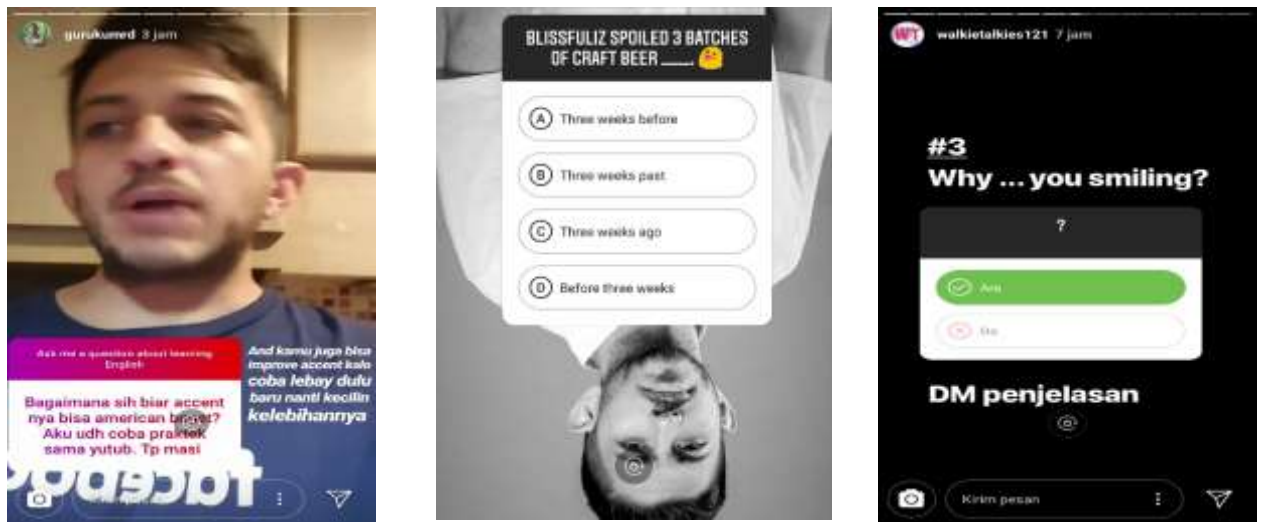 gurukumed 3 jam
Ask me a question about learning
English
Bagaimana sih biar accent
nya bisa american banget?
Aku udh coba praktek
sama yutub. Tp masi
And kamu juga bisa
improve accent kalo
coba lebay dulu
baru nanti kecilin
kelebihannya
facebook
BLISSFULIZ SPOILED 3 BATCHES
OF CRAFT BEER ____.
A Three weeks before
B Three weeks past
C Three weeks ago
D Before three weeks
WT walkietalkies121 7 jam
#3
Why ... you smiling?
?
Are
Do
DM penjelasan
Kirim pesan